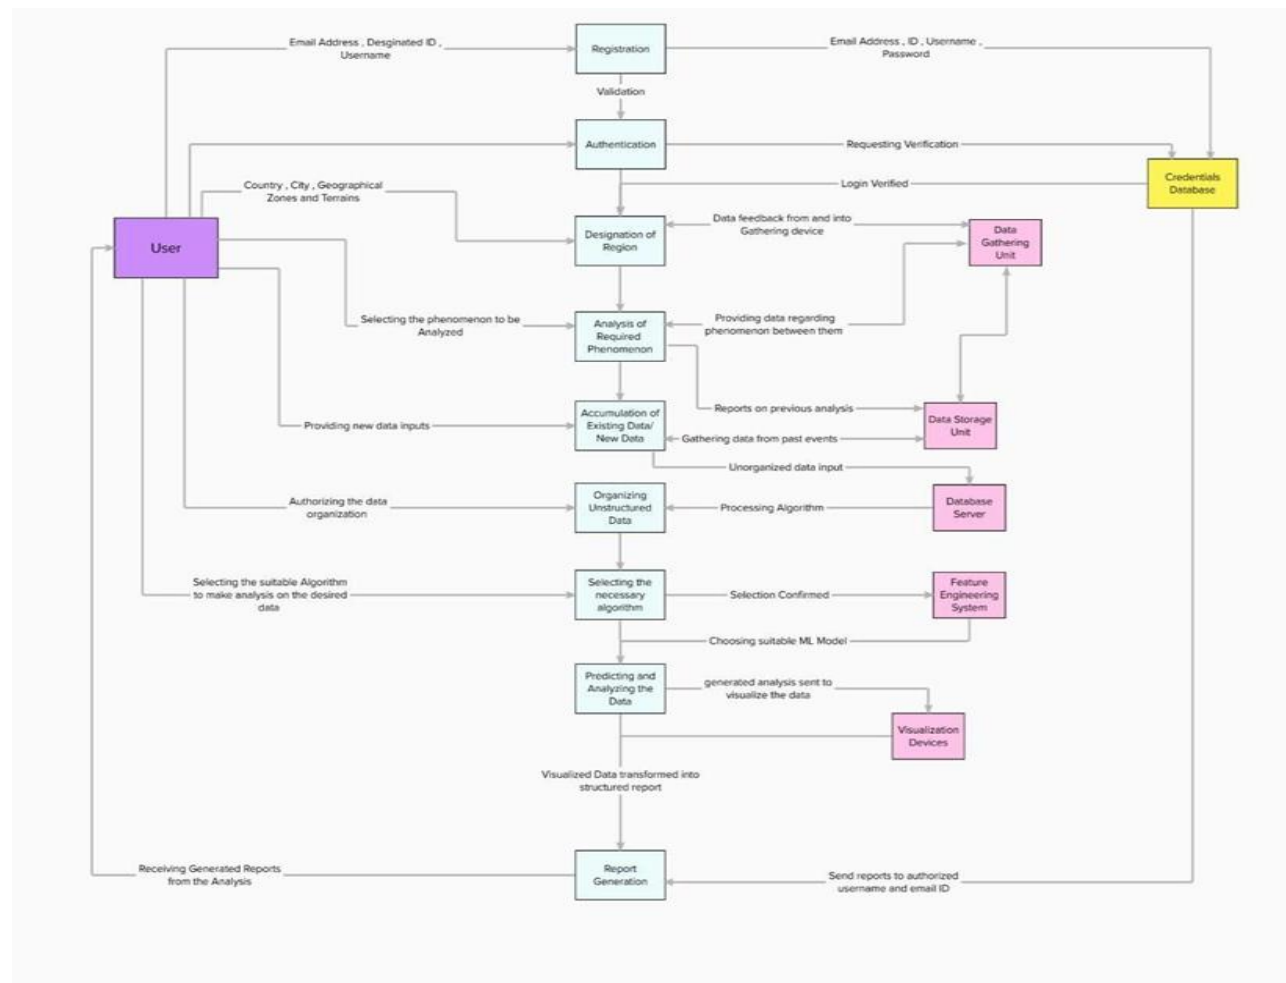 Email Address , Desginated ID ,
Username
Registration
Email Address , ID , Username ,
Password
Validation
Authentication
Requesting Verification
Credentials
Database
Login Verified
Country , City , Geographical
Zones and Terrains
User
Designation of
Region
Data feedback from and into
Gathering device
Data
Gathering
Unit
Selecting the phenomenon to be
Analyzed
Analysis of
Required
Phenomenon
Providing data regarding
phenomenon between them
Reports on previous analysis
Providing new data inputs
Accumulation of
Existing Data/
New Data
Gathering data from past events
Data Storage
Unit
Unorganized data input
Authorizing the data
organization
Organizing
Unstructured
Data
Processing Algorithm
Database
Server
Selecting the suitable Algorithm
to make analysis on the desired
data
Selecting the
necessary
algorithm
Selection Confirmed
Feature
Engineering
System
Choosing suitable ML Model
Predicting and
Analyzing the
Data
generated analysis sent to
visualize the data
Visualization
Devices
Visualized Data transformed into
structured report
Receiving Generated Reports
from the Analysis
Report
Generation
Send reports to authorized
username and email ID